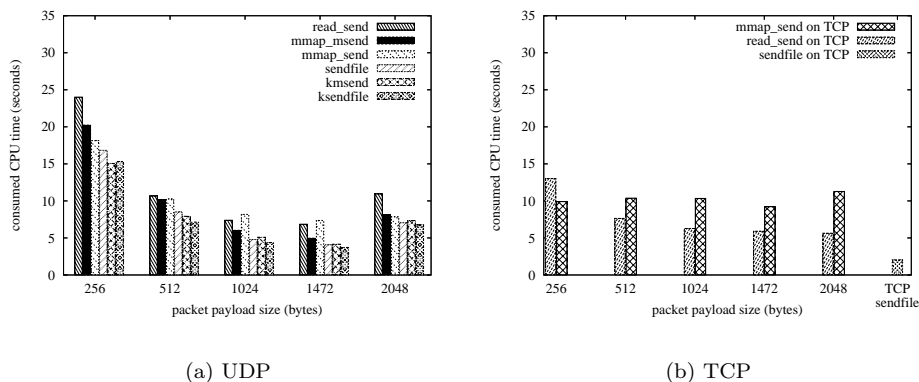 35
30
25
20
15
10
5
0
consumed CPU time (seconds)
read_send
mmap_msend
mmap_send
sendfile
kmsend
ksendfile
256 512 1024 1472 2048
packet payload size (bytes)
(a) UDP
35
30
25
20
15
10
5
0
consumed CPU time (seconds)
mmap_send on TCP
read_send on TCP
sendfile on TCP
256 512 1024 1472 2048 TCP
sendfile
packet payload size (bytes)
(b) TCP